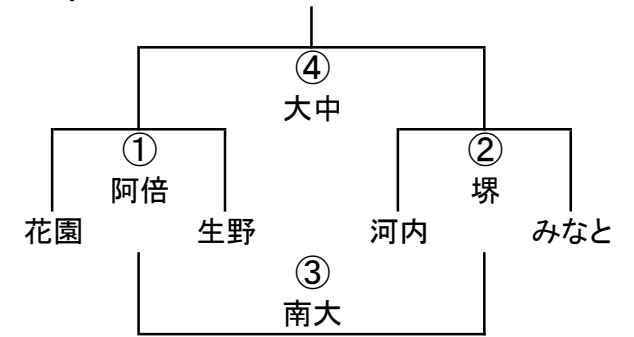 ④
大中
① ②
阿倍 堺
花園 生野 河内 みなと
③
南大